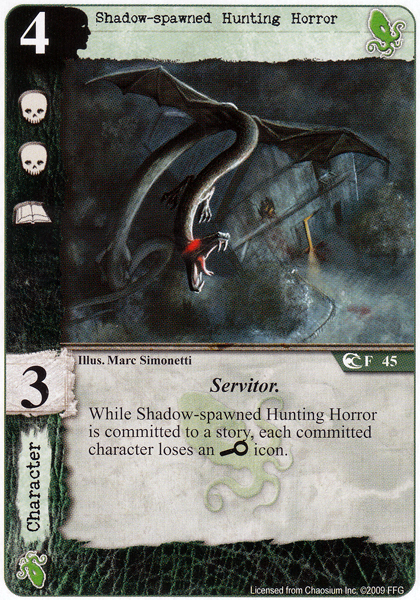 Shadow-spawned Hunting Horror
4
Illus. Marc Simonetti
F 45
3
Servitor.
While Shadow-spawned Hunting Horror
is committed to a story, each committed
character loses an icon.
Character
Licensed from Chaosium Inc. ©2009 FFG